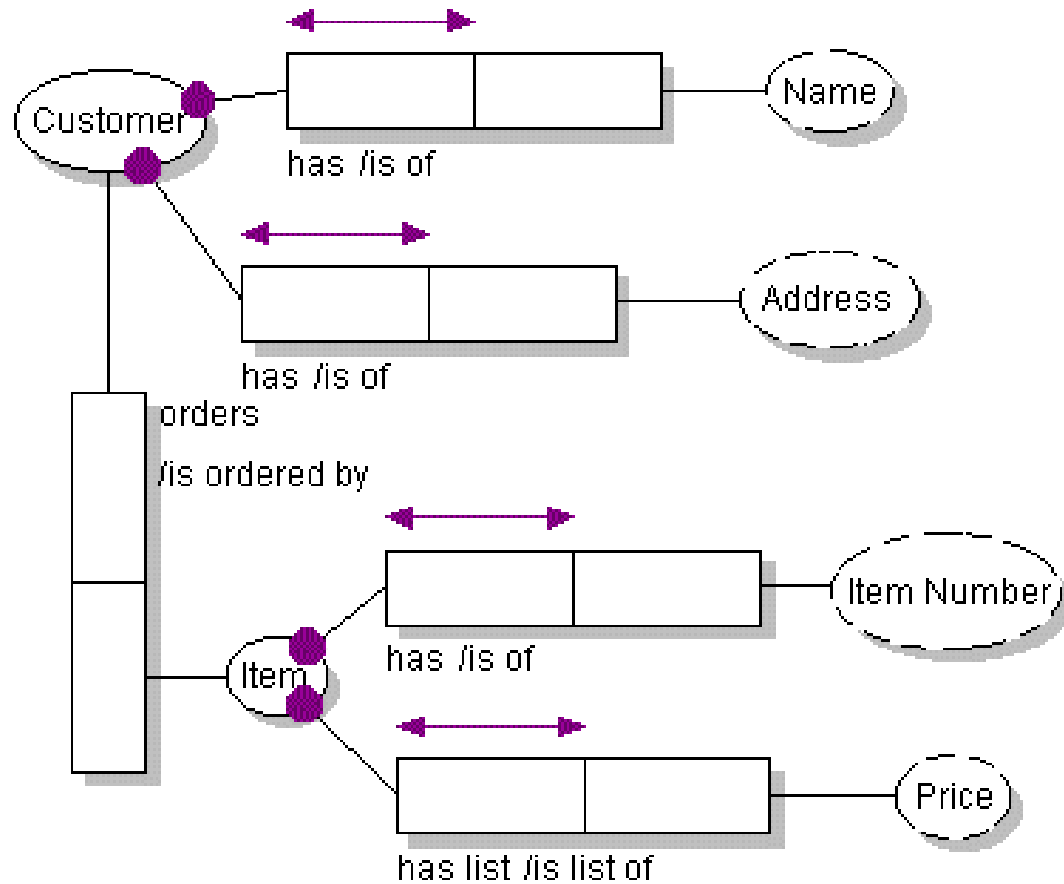 Customer
Name
has /is of
Address
has /is of
orders
/is ordered by
Item Number
has /is of
Item
Price
has list /is list of